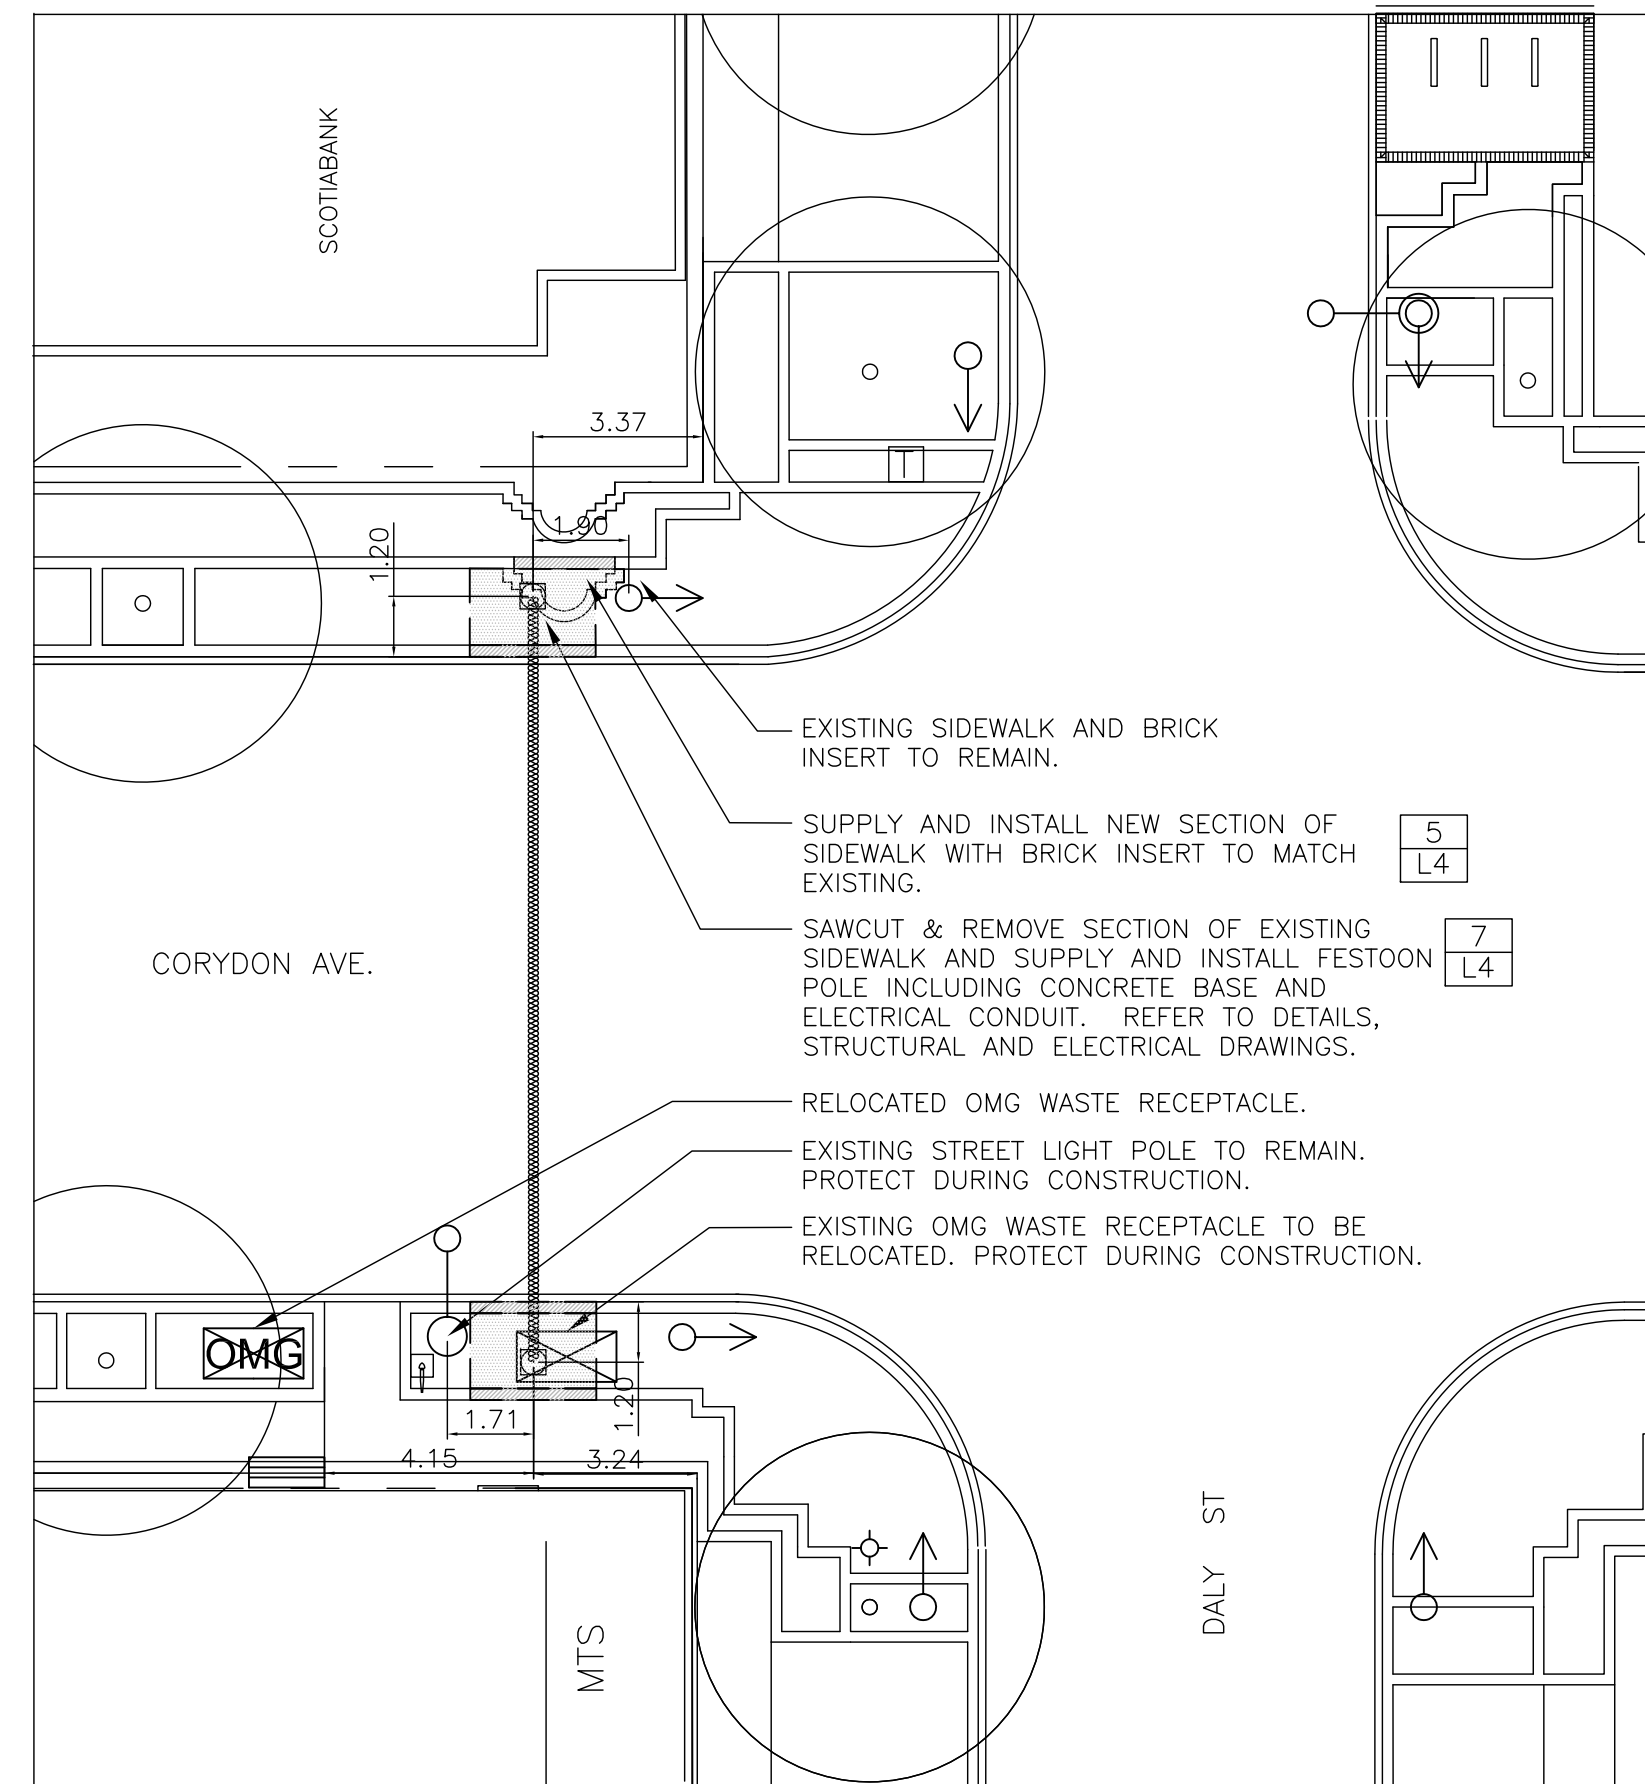 SCOTIABANK
3.37
T
1.90
1.20
EXISTING SIDEWALK AND BRICK
INSERT TO REMAIN.
SUPPLY AND INSTALL NEW SECTION OF
SIDEWALK WITH BRICK INSERT TO MATCH
EXISTING.
5
L4
SAWCUT & REMOVE SECTION OF EXISTING
SIDEWALK AND SUPPLY AND INSTALL FESTOON
POLE INCLUDING CONCRETE BASE AND
ELECTRICAL CONDUIT. REFER TO DETAILS,
STRUCTURAL AND ELECTRICAL DRAWINGS.
7
L4
CORYDON AVE.
RELOCATED OMG WASTE RECEPTACLE.
EXISTING STREET LIGHT POLE TO REMAIN.
PROTECT DURING CONSTRUCTION.
EXISTING OMG WASTE RECEPTACLE TO BE
RELOCATED. PROTECT DURING CONSTRUCTION.
OMG
1.20
1.71
4.15
3.24
MTS
DALY ST